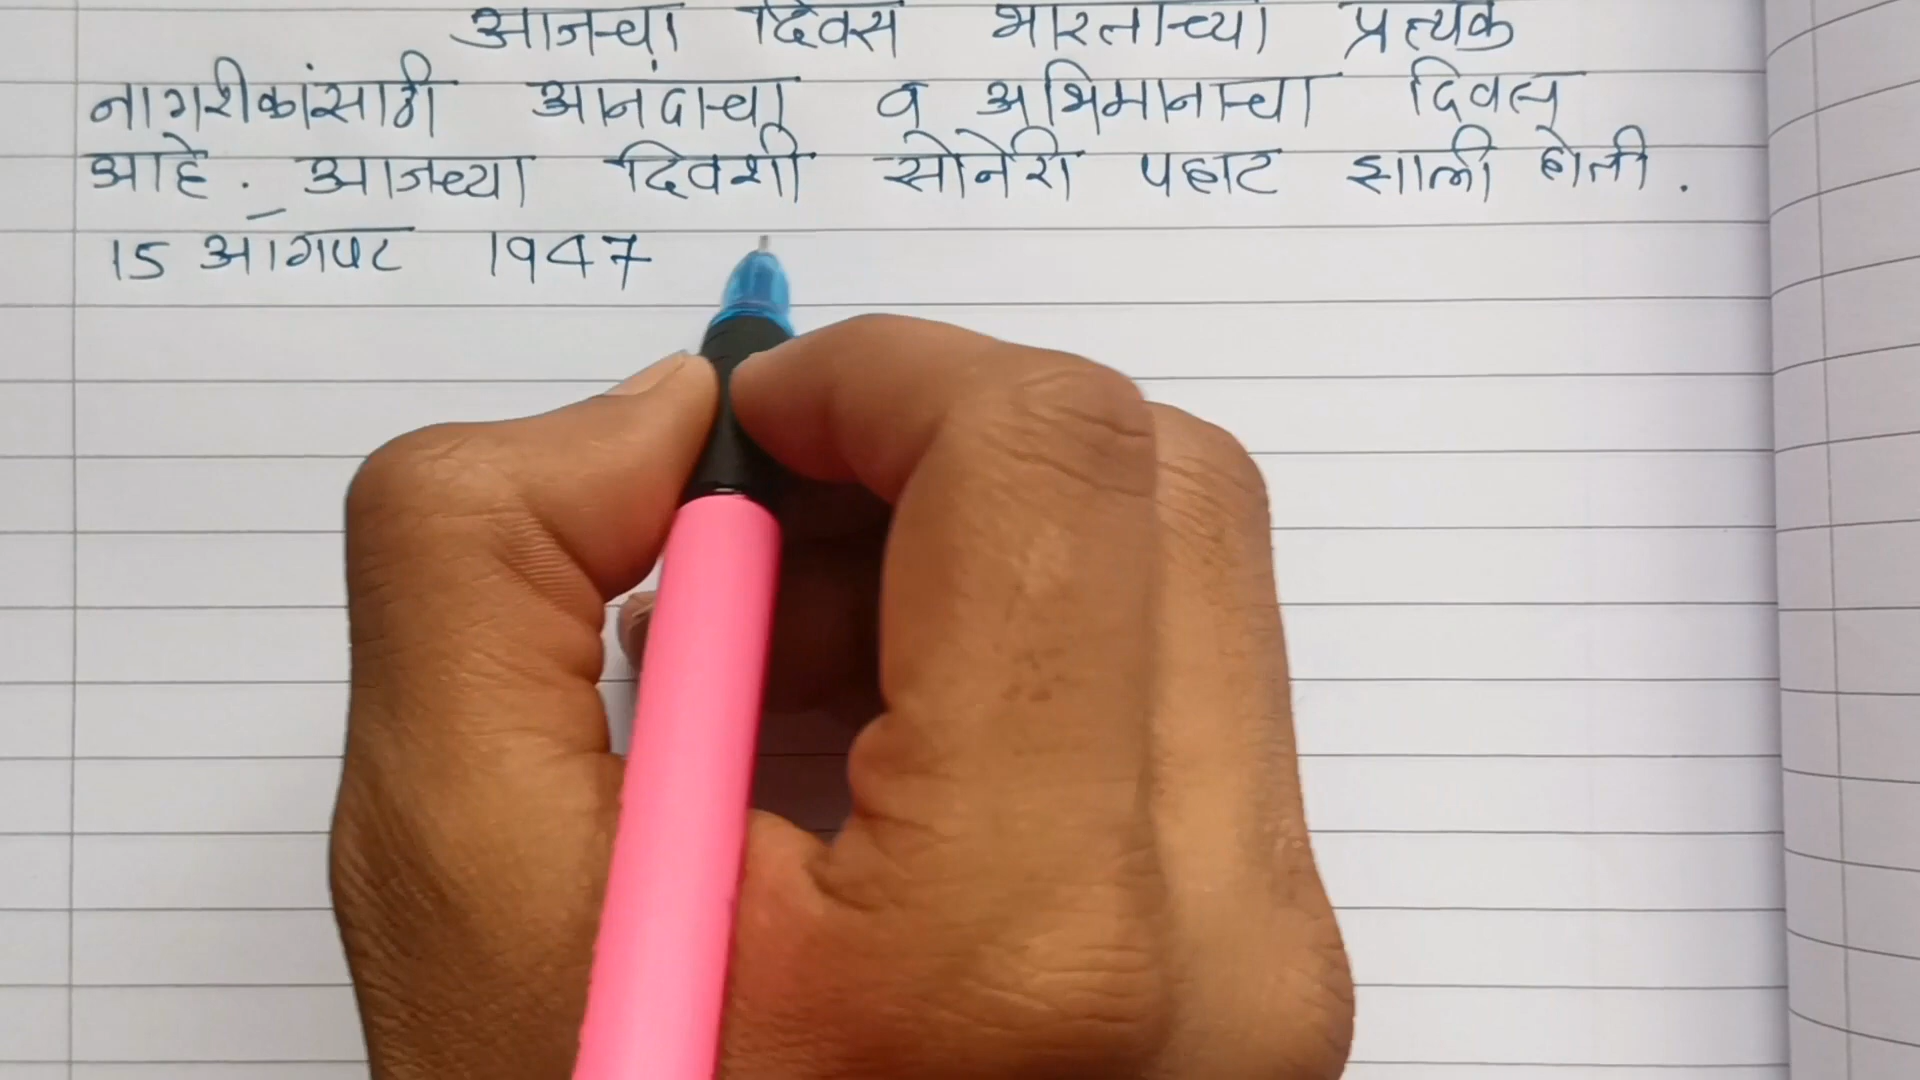 आजचा दिवस भारताच्या प्रत्येक
नागरीकांसाठी आनंदाचा व अभिमानाचा दिवस
आहे. आजच्या दिवशी सोनेरी पहाट झाली होती.
15 ऑगस्ट 1947